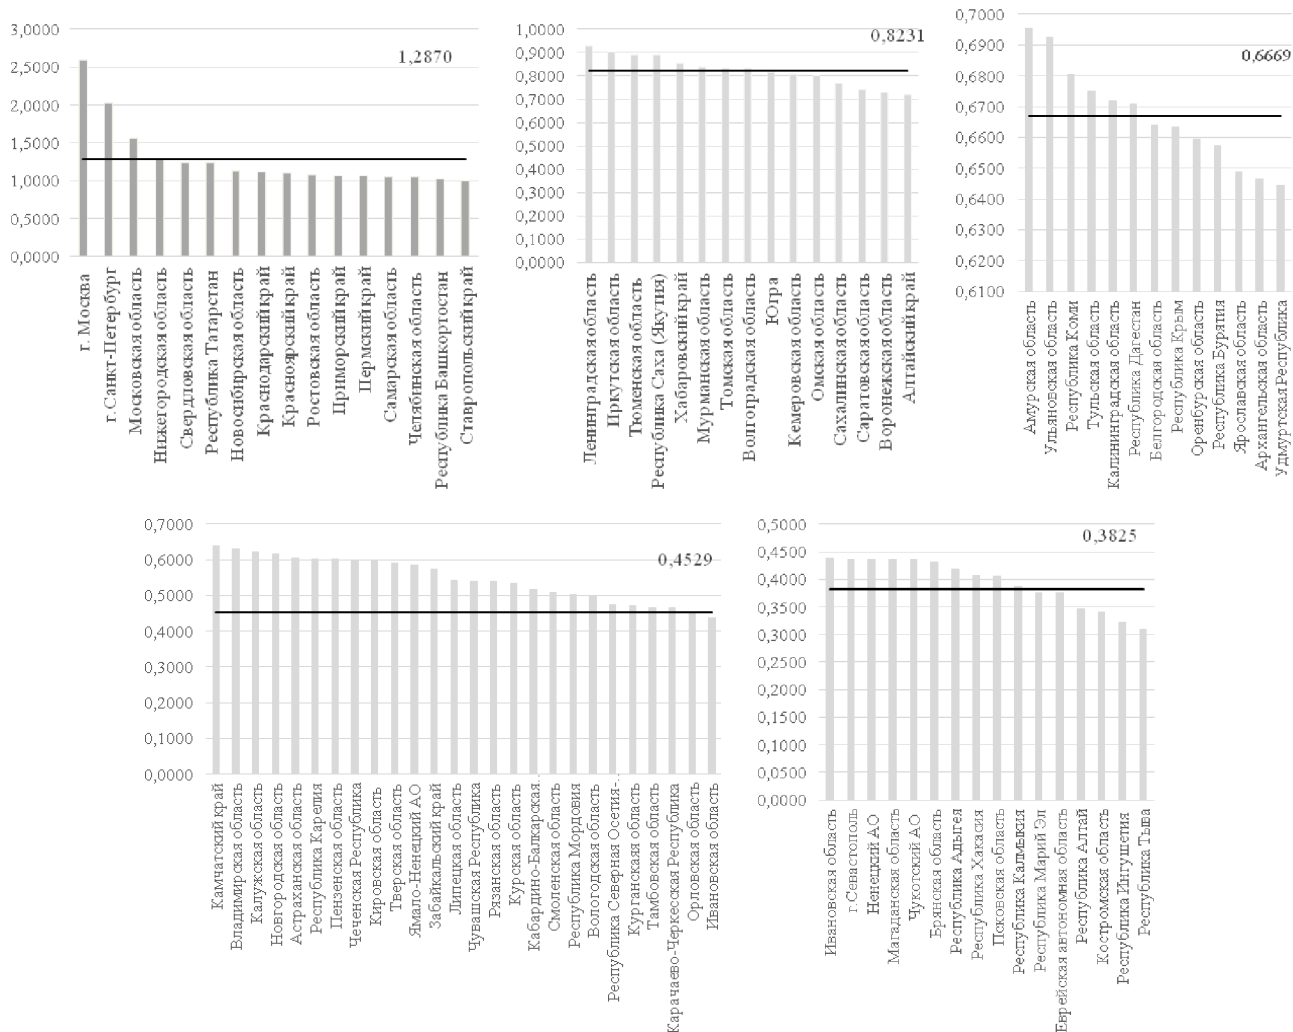 3,0000
2,5000
2,0000
1,5000
1,0000
0,5000
0,0000
1,2870
г. Москва
г.Санкт-Петербург
Московская область
Нижегородская область
Свердловская область
Республика Татарстан
Новосибирская область
Краснодарский край
Красноярский край
Ростовская область
Приморский край
Пермский край
Самарская область
Челябинская область
Республика Башкортостан
Ставропольский край
1,0000
0,9000
0,8000
0,7000
0,6000
0,5000
0,4000
0,3000
0,2000
0,1000
0,0000
0,8231
Ленинградская область
Иркутская область
Тюменская область
Республика Саха (Якутия)
Хабаровский край
Мурманская область
Томская область
Волгоградская область
Югра
Кемеровская область
Омская область
Сахалинская область
Саратовская область
Воронежская область
Алтайский край
0,7000
0,6900
0,6800
0,6700
0,6600
0,6500
0,6400
0,6300
0,6200
0,6100
0,6669
Амурская область
Ульяновская область
Республика Коми
Тульская область
Калининградская область
Республика Дагестан
Белгородская область
Республика Крым
Оренбургская область
Республика Бурятия
Ярославская область
Архангельская область
Удмуртская Республика
0,7000
0,6000
0,5000
0,4000
0,3000
0,2000
0,1000
0,0000
0,4529
Камчатский край
Владимирская область
Калужская область
Новгородская область
Астраханская область
Республика Карелия
Пензенская область
Чеченская Республика
Кировская область
Тверская область
Ямало-Ненецкий АО
Забайкальский край
Липецкая область
Чувашская Республика
Рязанская область
Курская область
Кабардино-Балкарская…
Смоленская область
Республика Мордовия
Вологодская область
Республика Северная Осетия-…
Курганская область
Тамбовская область
Карачаево-Черкесская Республика
Орловская область
Ивановская область
0,5000
0,4500
0,4000
0,3500
0,3000
0,2500
0,2000
0,1500
0,1000
0,0500
0,0000
0,3825
Ивановская область
г.Севастополь
Ненецкий АО
Магаданская область
Чукотский АО
Брянская область
Республика Адыгея
Республика Хакасия
Псковская область
Республика Калмыкия
Республика Марий Эл
Еврейская автономная область
Республика Алтай
Костромская область
Республика Ингушетия
Республика Тыва